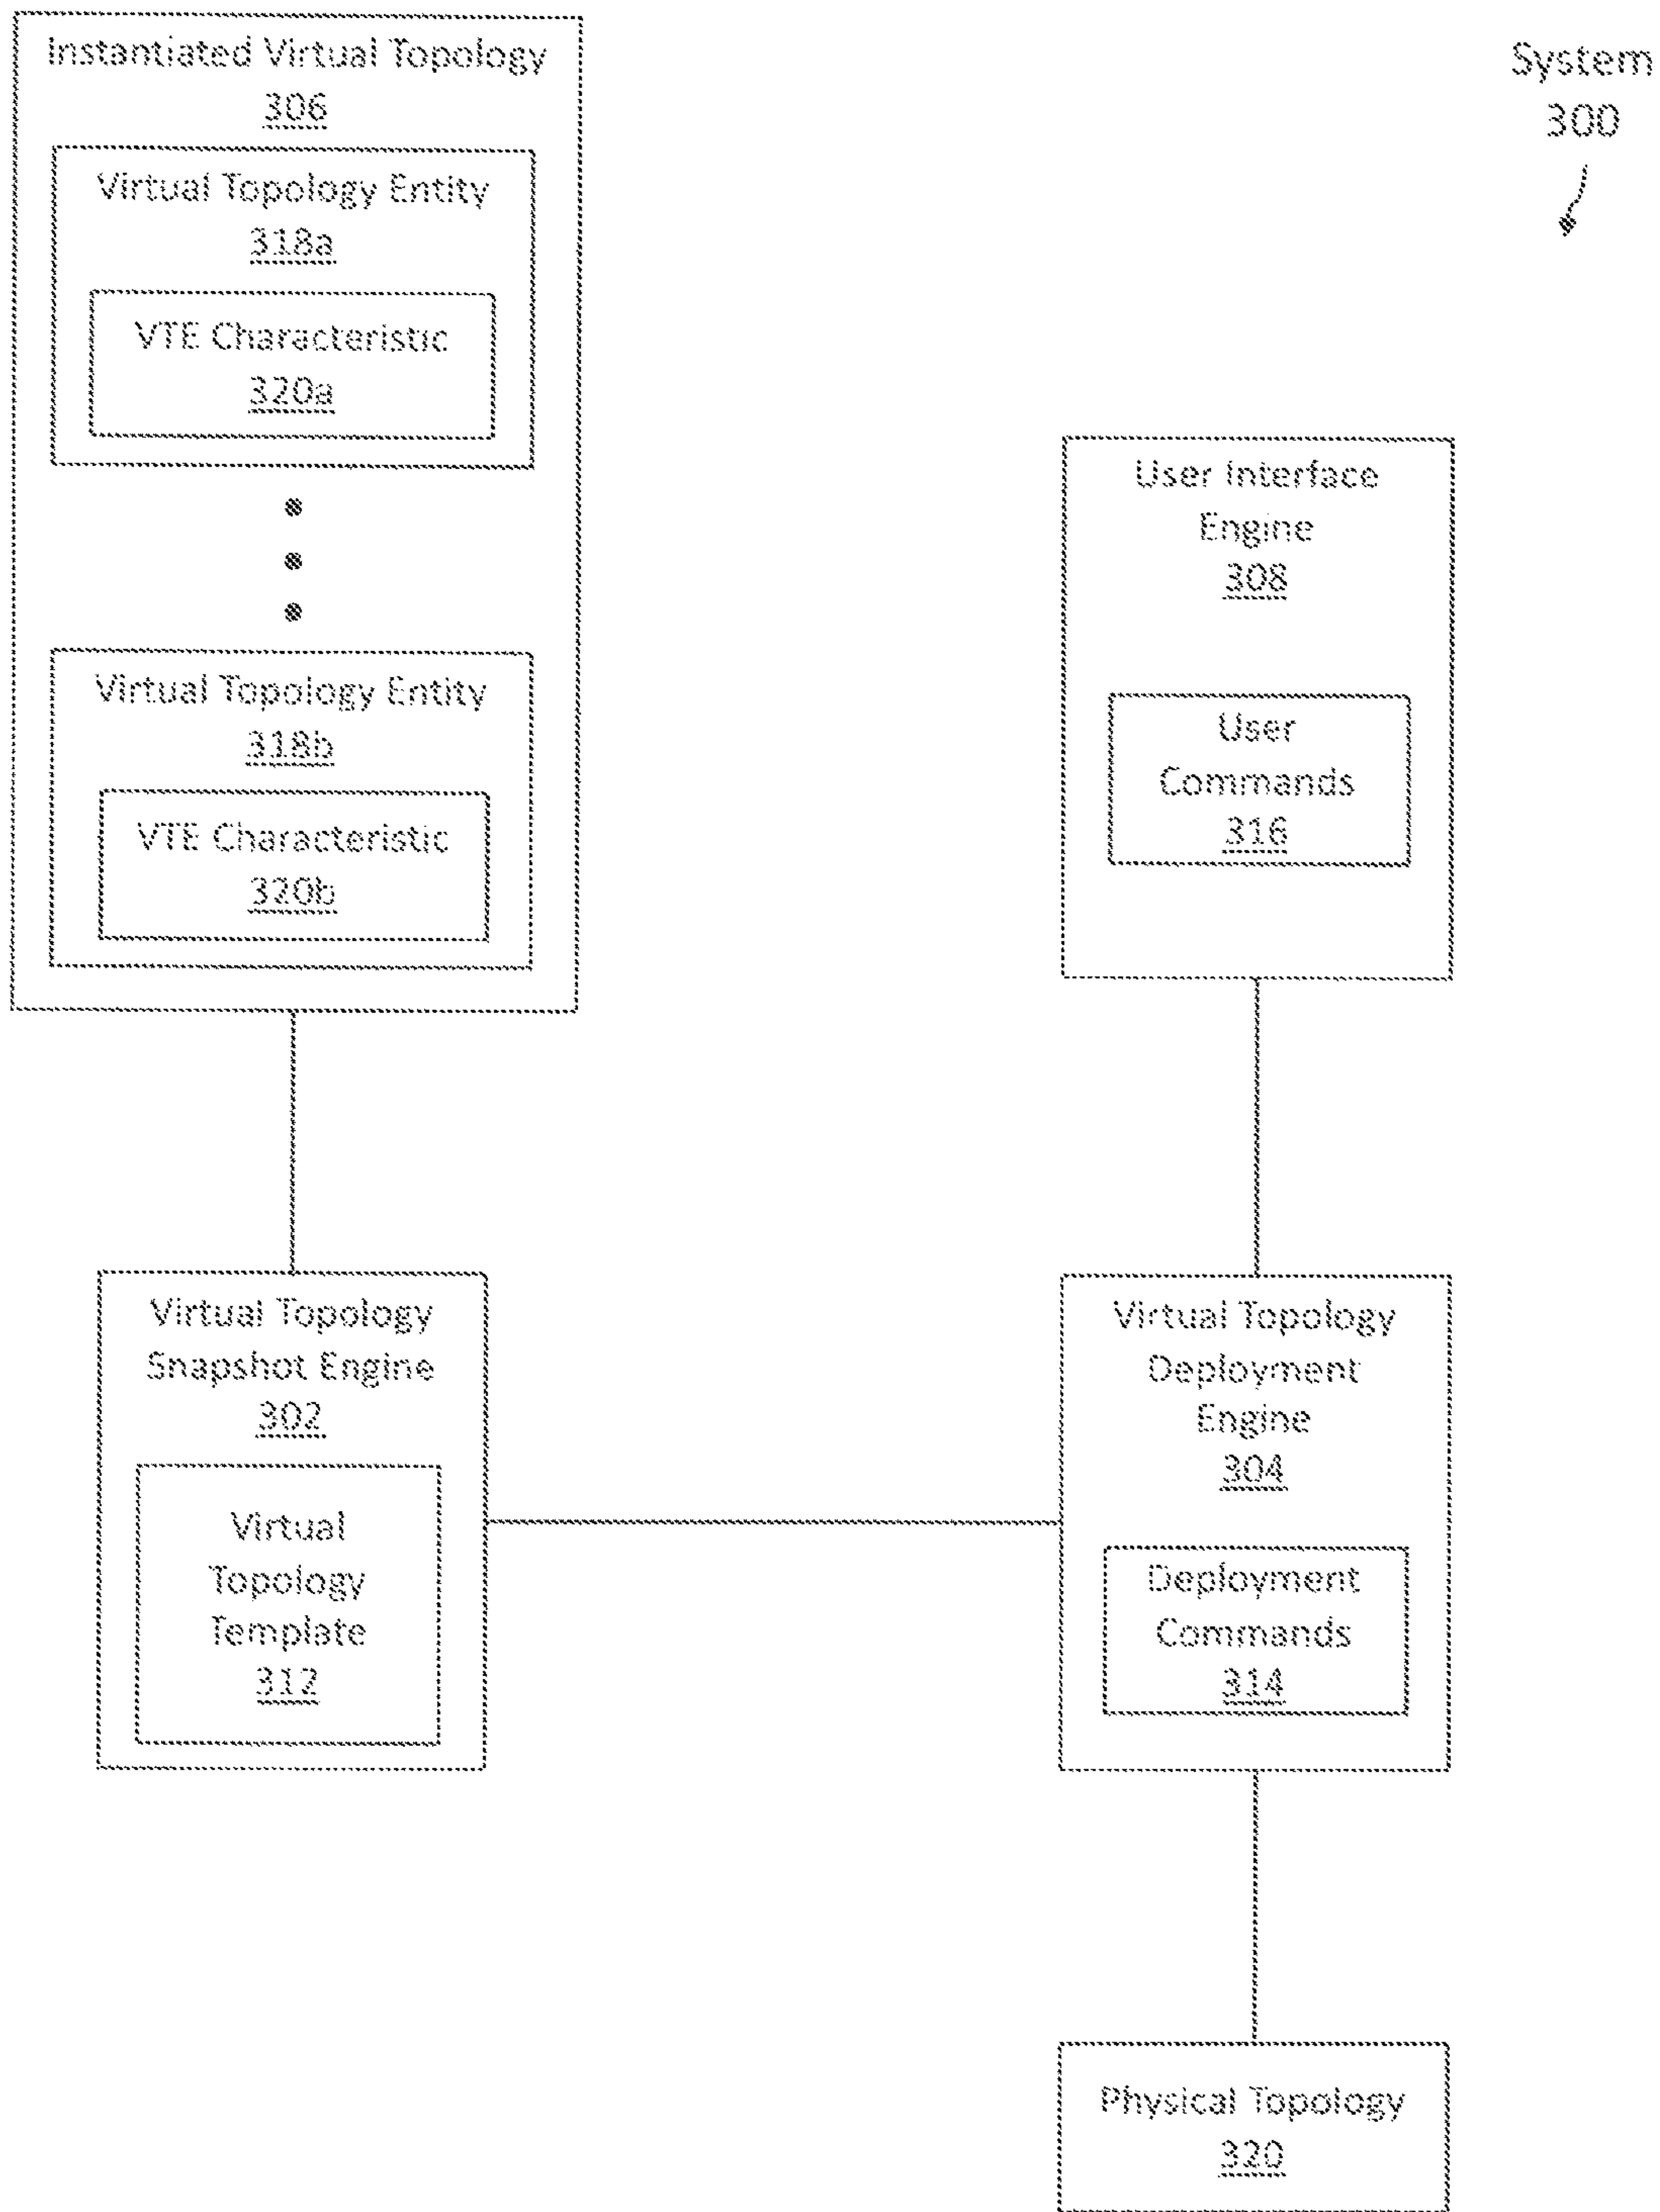 Instantiated Virtual Topology
306
Virtual Topology Entity
318a
VTE Characteristic
320a
Virtual Topology Entity
318b
VTE Characteristic
320b
System
300
User Interface
Engine
308
User
Commands
316
Virtual Topology
Snapshot Engine
302
Virtual
Topology
Template
312
Virtual Topology
Deployment
Engine
304
Deployment
Commands
314
Physical Topology
320